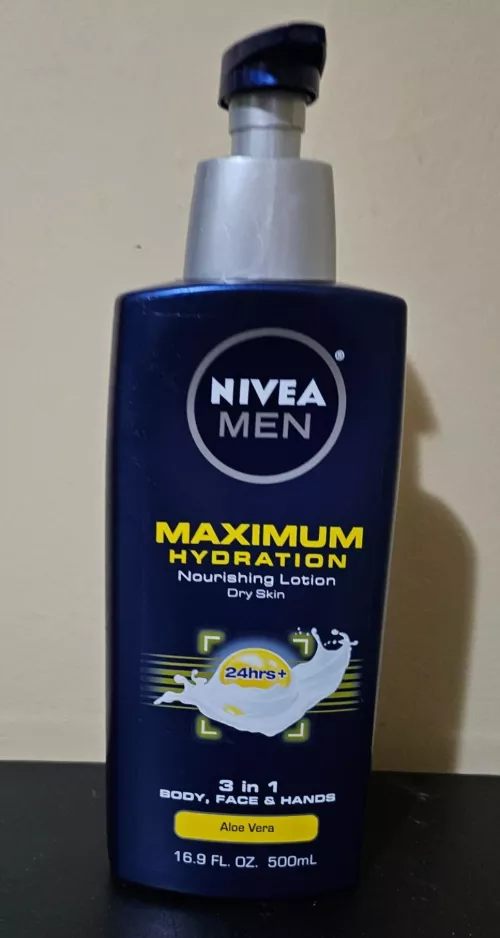 ®
NIVEA
MEN
MAXIMUM
HYDRATION
Nourishing Lotion
Dry Skin
24hrs+
3 in 1
BODY, FACE & HANDS
Aloe Vera
16.9 FL. OZ. 500mL